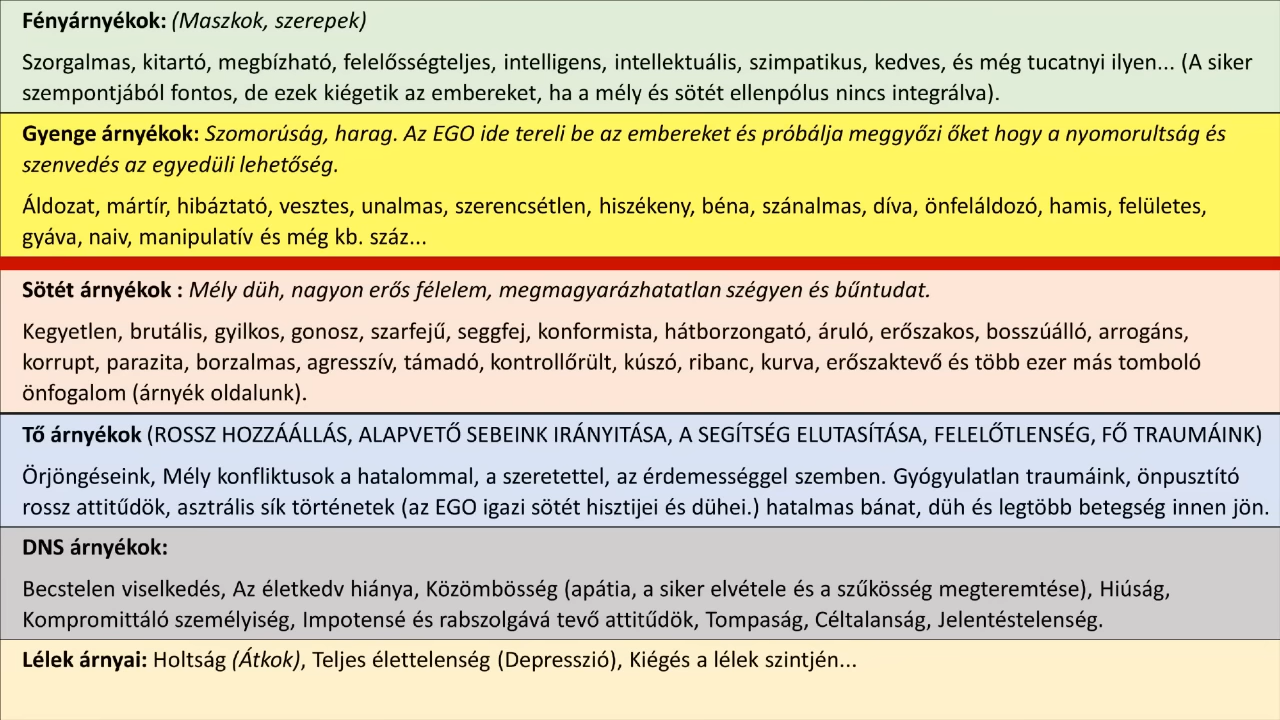 Fényárnyékok: (Maszkok, szerepek)
Szorgalmas, kitartó, megbízható, felelősségteljes, intelligens, intellektuális, szimpatikus, kedves, és még tucatnyi ilyen... (A siker
szempontjából fontos, de ezek kiégetik az embereket, ha a mély és sötét ellenpólus nincs integrálva).
Gyenge árnyékok: Szomorúság, harag. Az EGO ide tereli be az embereket és próbálja meggyőzi őket hogy a nyomorultság és
szenvedés az egyedüli lehetőség.
Áldozat, mártír, hibáztató, vesztes, unalmas, szerencsétlen, hiszékeny, béna, szánalmas, díva, önfeláldozó, hamis, felületes,
gyáva, naiv, manipulatív és még kb. száz...
Sötét árnyékok : Mély düh, nagyon erős félelem, megmagyarázhatatlan szégyen és bűntudat.
Kegyetlen, brutális, gyilkos, gonosz, szarfejű, seggfej, konformista, hátborzongató, áruló, erőszakos, bosszúálló, arrogáns,
korrupt, parazita, borzalmas, agresszív, támadó, kontrollőrült, kúszó, ribanc, kurva, erőszaktevő és több ezer más tomboló
önfogalom (árnyék oldalunk).
Tő árnyékok (ROSSZ HOZZÁÁLLÁS, ALAPVETŐ SEBEINK IRÁNYITÁSA, A SEGÍTSÉG ELUTASÍTÁSA, FELELŐTLENSÉG, FŐ TRAUMÁINK)
Örjöngéseink, Mély konfliktusok a hatalommal, a szeretettel, az érdemességgel szemben. Gyógyulatlan traumáink, önpusztító
rossz attitűdök, asztrális sík történetek (az EGO igazi sötét hisztijei és dühei.) hatalmas bánat, düh és legtöbb betegség innen jön.
DNS árnyékok:
Becstelen viselkedés, Az életkedv hiánya, Közömbösség (apátia, a siker elvétele és a szűkösség megteremtése), Hiúság,
Kompromittáló személyiség, Impotensé és rabszolgává tevő attitűdök, Tompaság, Céltalanság, Jelentéstelenség.
Lélek árnyai: Holtság (Átkok), Teljes élettelenség (Depresszió), Kiégés a lélek szintjén...